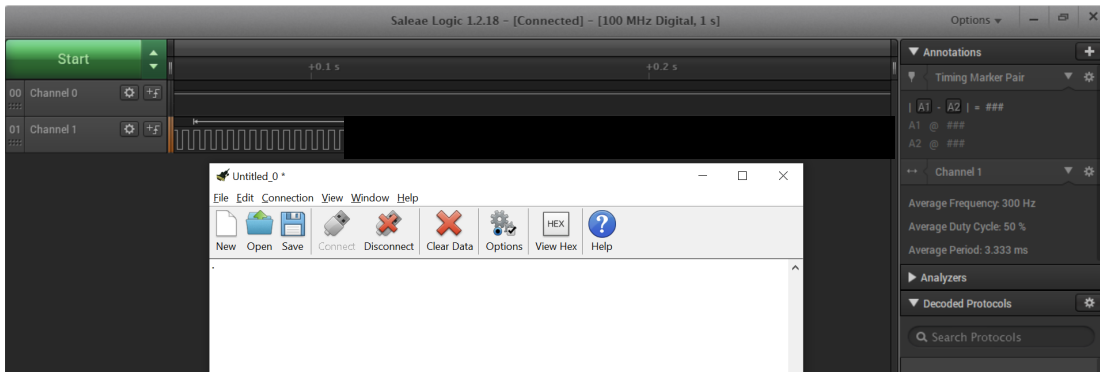 Saleae Logic 1.2.18 - [Connected] - [100 MHz Digital, 1 s]
Options
Start
+0.1 s
+0.2 s
00 Channel 0
01 Channel 1
Annotations
Timing Marker Pair
| A1 - A2 | = ###
A1 @ ###
A2 @ ###
Channel 1
Average Frequency: 300 Hz
Average Duty Cycle: 50 %
Average Period: 3.333 ms
Analyzers
Decoded Protocols
Search Protocols
Untitled_0 *
File Edit Connection View Window Help
HEX
New Open Save Connect Disconnect Clear Data Options View Hex Help
.